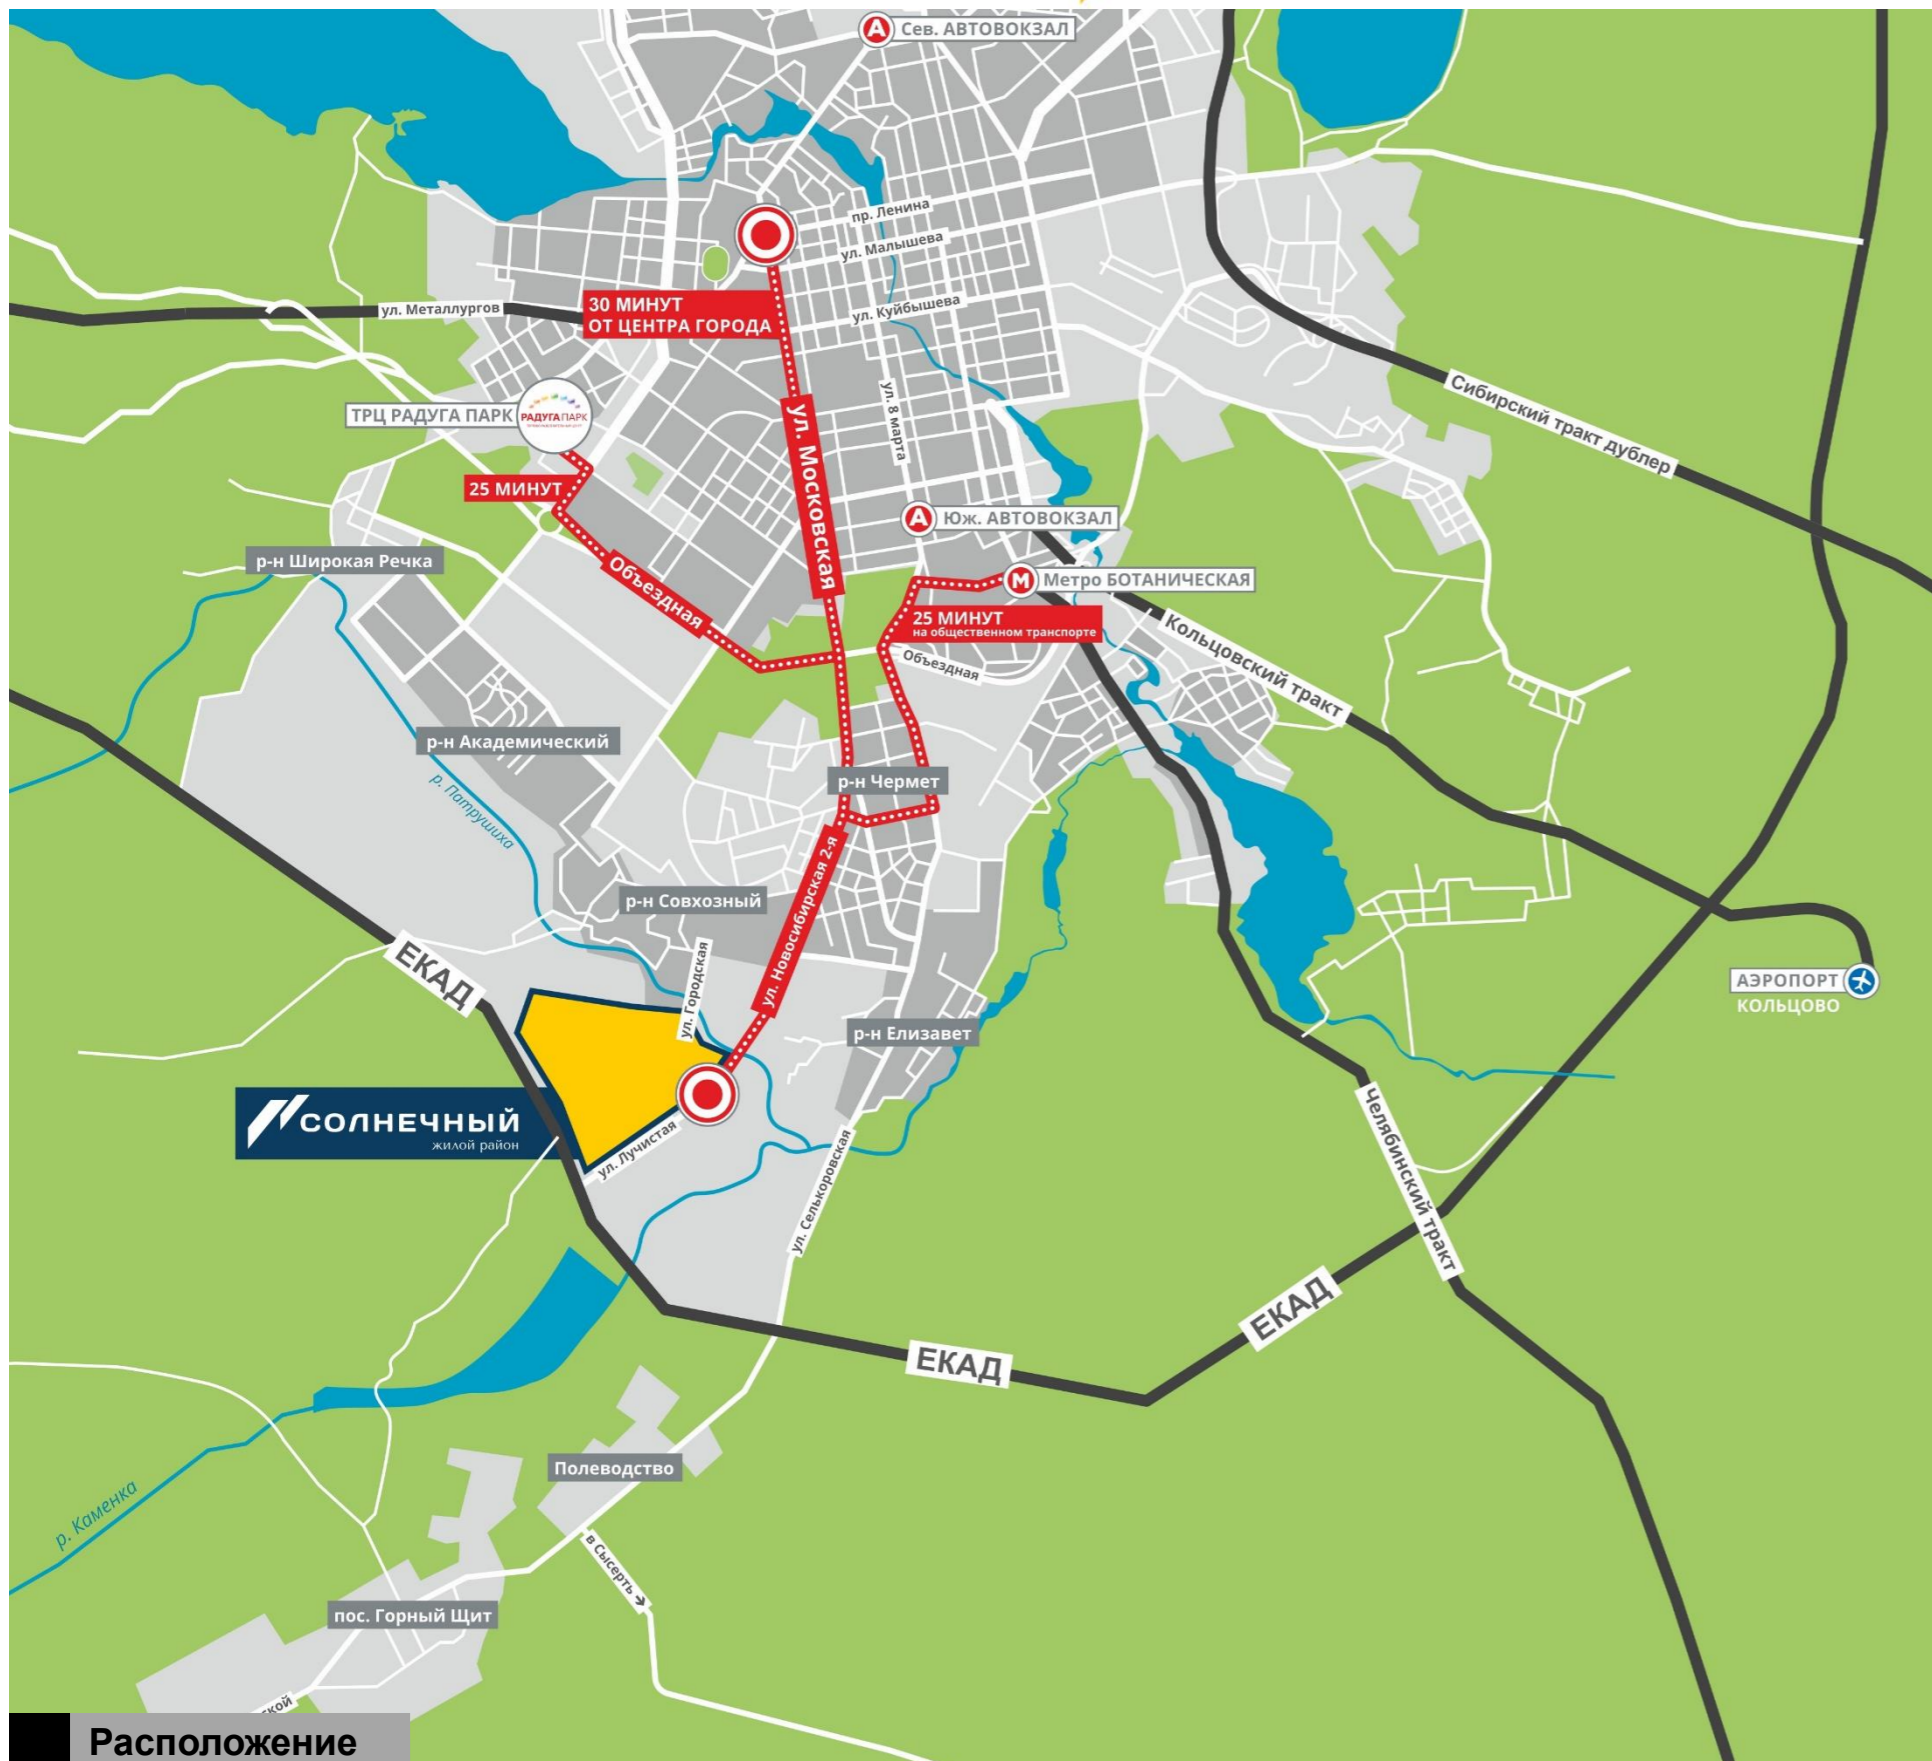 Сев. АВТОВОКЗАЛ
А
пр. Ленина
ул. Малышева
ул. Металлургов
30 МИНУТ
ОТ ЦЕНТРА ГОРОДА
ул. Куйбышева
Сибирский тракт дублер
ТРЦ РАДУГА ПАРК
РАДУГА ПАРК
ул. Московская
ул. 8 марта
25 МИНУТ
А
Юж. АВТОВОКЗАЛ
р-н Широкая Речка
Объездная
М
Метро БОТАНИЧЕСКАЯ
25 МИНУТ
на общественном транспорте
Кольцовский тракт
Объездная
р-н Академический
р. Патрушиха
р-н Чермет
ул. Новосибирская 2-я
р-н Совхозный
ЕКАД
ул. Городская
АЭРОПОРТ
КОЛЬЦОВО
р-н Елизавет
СОЛНЕЧНЫЙ
жилой район
ул. Лучистая
ул. Селькоровская
Челябинский тракт
ЕКАД
ЕКАД
Полеводство
р. Каменка
в Сысерть
пос. Горный Щит
ской
Расположение